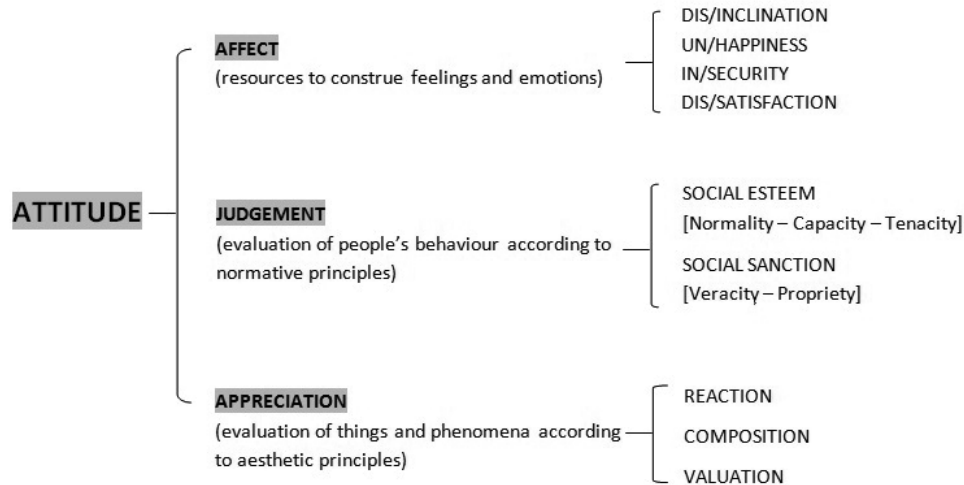 ATTITUDE
AFFECT
(resources to construe feelings and emotions)
DIS/INCLINATION
UN/HAPPINESS
IN/SECURITY
DIS/SATISFACTION
JUDGEMENT
(evaluation of people’s behaviour according to
normative principles)
SOCIAL ESTEEM
[Normality – Capacity – Tenacity]
SOCIAL SANCTION
[Veracity – Propriety]
APPRECIATION
(evaluation of things and phenomena according
to aesthetic principles)
REACTION
COMPOSITION
VALUATION